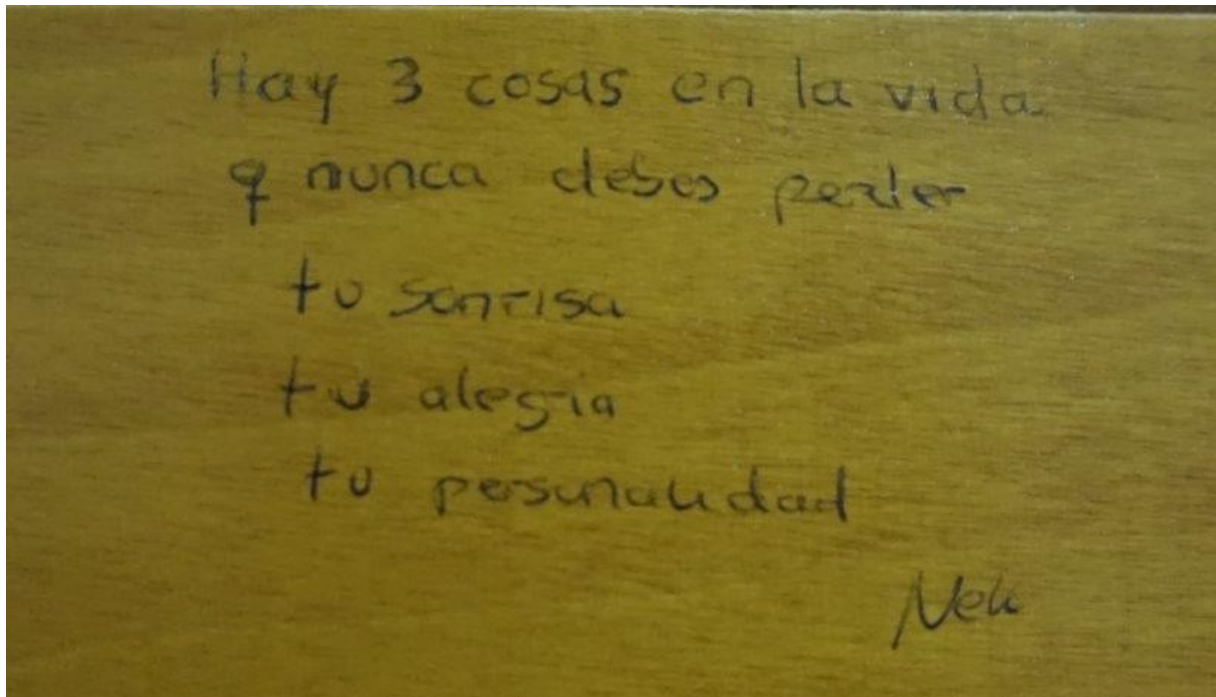 Hay 3 cosas en la vida
q nunca debes perder
tu sonrisa
tu alegria
tu personalidad